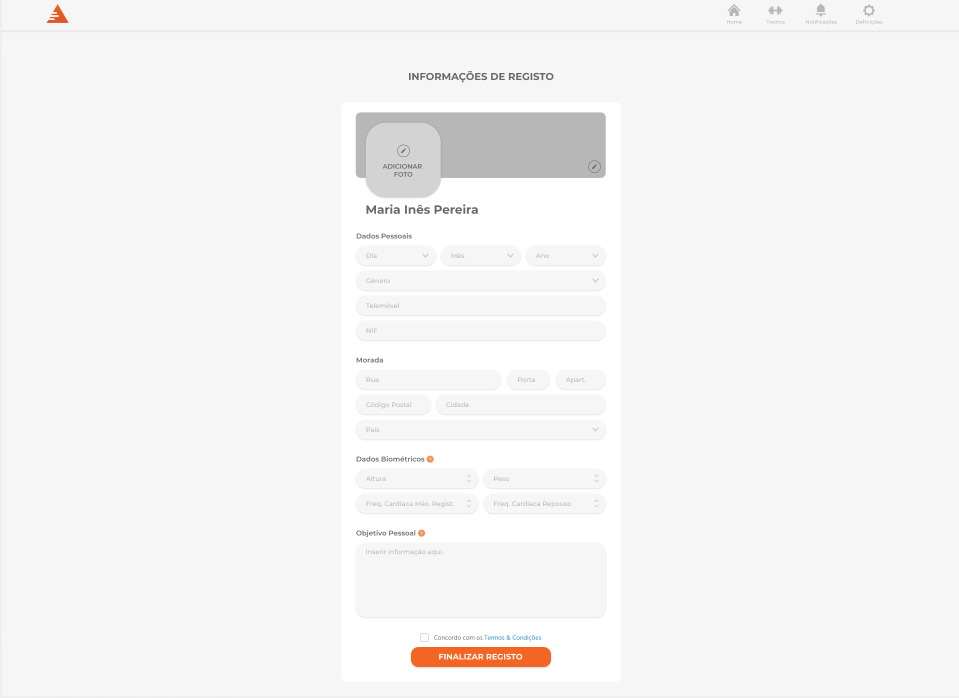 Home Treinos Notificações Definições
INFORMAÇÕES DE REGISTO
ADICIONAR
FOTO
Maria Inês Pereira
Dados Pessoais
Dia Mês Ano
Género
Telemóvel
NIF
Morada
Rua Porta Apart.
Código Postal Cidade
País
Dados Biométricos
Altura Peso
Freq. Cardíaca Máx. Regist. Freq. Cardíaca Repouso
Objetivo Pessoal
Inserir informação aqui.
Concordo com os Termos & Condições
FINALIZAR REGISTO